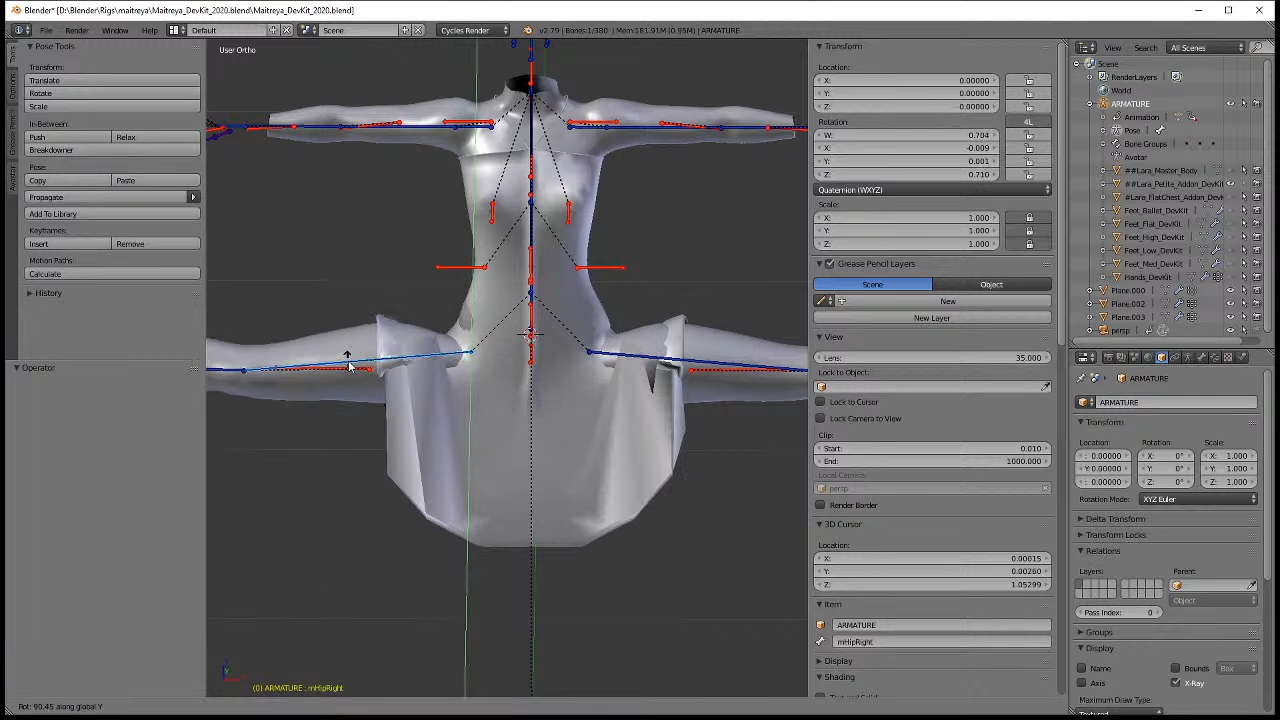 Blender* [D:\Blender\Rigs\maitreya\Maitreya_DevKit_2020.blend\Maitreya_DevKit_2020.blend]
File Render Window Help Default Scene Cycles Render v2.79 | Bones:1/380 | Mem:181.91M (0.95M) | ARMATURE
Tools
Options
Grease Pencil
Avastar
Pose Tools
Transform:
Translate
Rotate
Scale
In-Between:
Push Relax
Breakdowner
Pose:
Copy Paste
Propagate
Add To Library
Keyframes:
Insert Remove
Motion Paths:
Calculate
History
Operator
User Ortho
(0) ARMATURE : mHipRight
Rot: 90.45 along global Y
Transform
Location:
X: 0.00000
Y: 0.00000
Z: -0.00000
Rotation: 4L
W: 0.704
X: -0.009
Y: 0.001
Z: 0.710
Quaternion (WXYZ)
Scale:
X: 1.000
Y: 1.000
Z: 1.000
Grease Pencil Layers
Scene Object
New
New Layer
View
Lens: 35.000
Lock to Object:
Lock to Cursor
Lock Camera to View
Clip:
Start: 0.010
End: 1000.000
Local Camera:
persp
Render Border
3D Cursor
Location:
X: 0.00015
Y: 0.00260
Z: 1.05299
Item
ARMATURE
mHipRight
Display
Shading
View Search All Scenes
Scene
RenderLayers
World
ARMATURE
Animation
Pose
Bone Groups
Avatar
##Lara_Master_Body
##Lara_Petite_Addon_DevKit
#Lara_FlatChest_Addon_DevK
Feet_Ballet_DevKit
Feet_Flat_DevKit
Feet_High_DevKit
Feet_Low_DevKit
Feet_Med_DevKit
Hands_DevKit
Plane.000
Plane.002
Plane.003
persp
ARMATURE
ARMATURE
Transform
Location: Rotation: Scale:
: 0.00000 X: 0° X: 1.000
Y: 0.00000 Y: 0° Y: 1.000
: 0.00000 Z: 0° Z: 1.000
Rotation Mode: XYZ Euler
Delta Transform
Transform Locks
Relations
Layers: Parent:
Object
Pass Index: 0
Groups
Display
Name Bounds Box
Axis X-Ray
Maximum Draw Type:
Textured